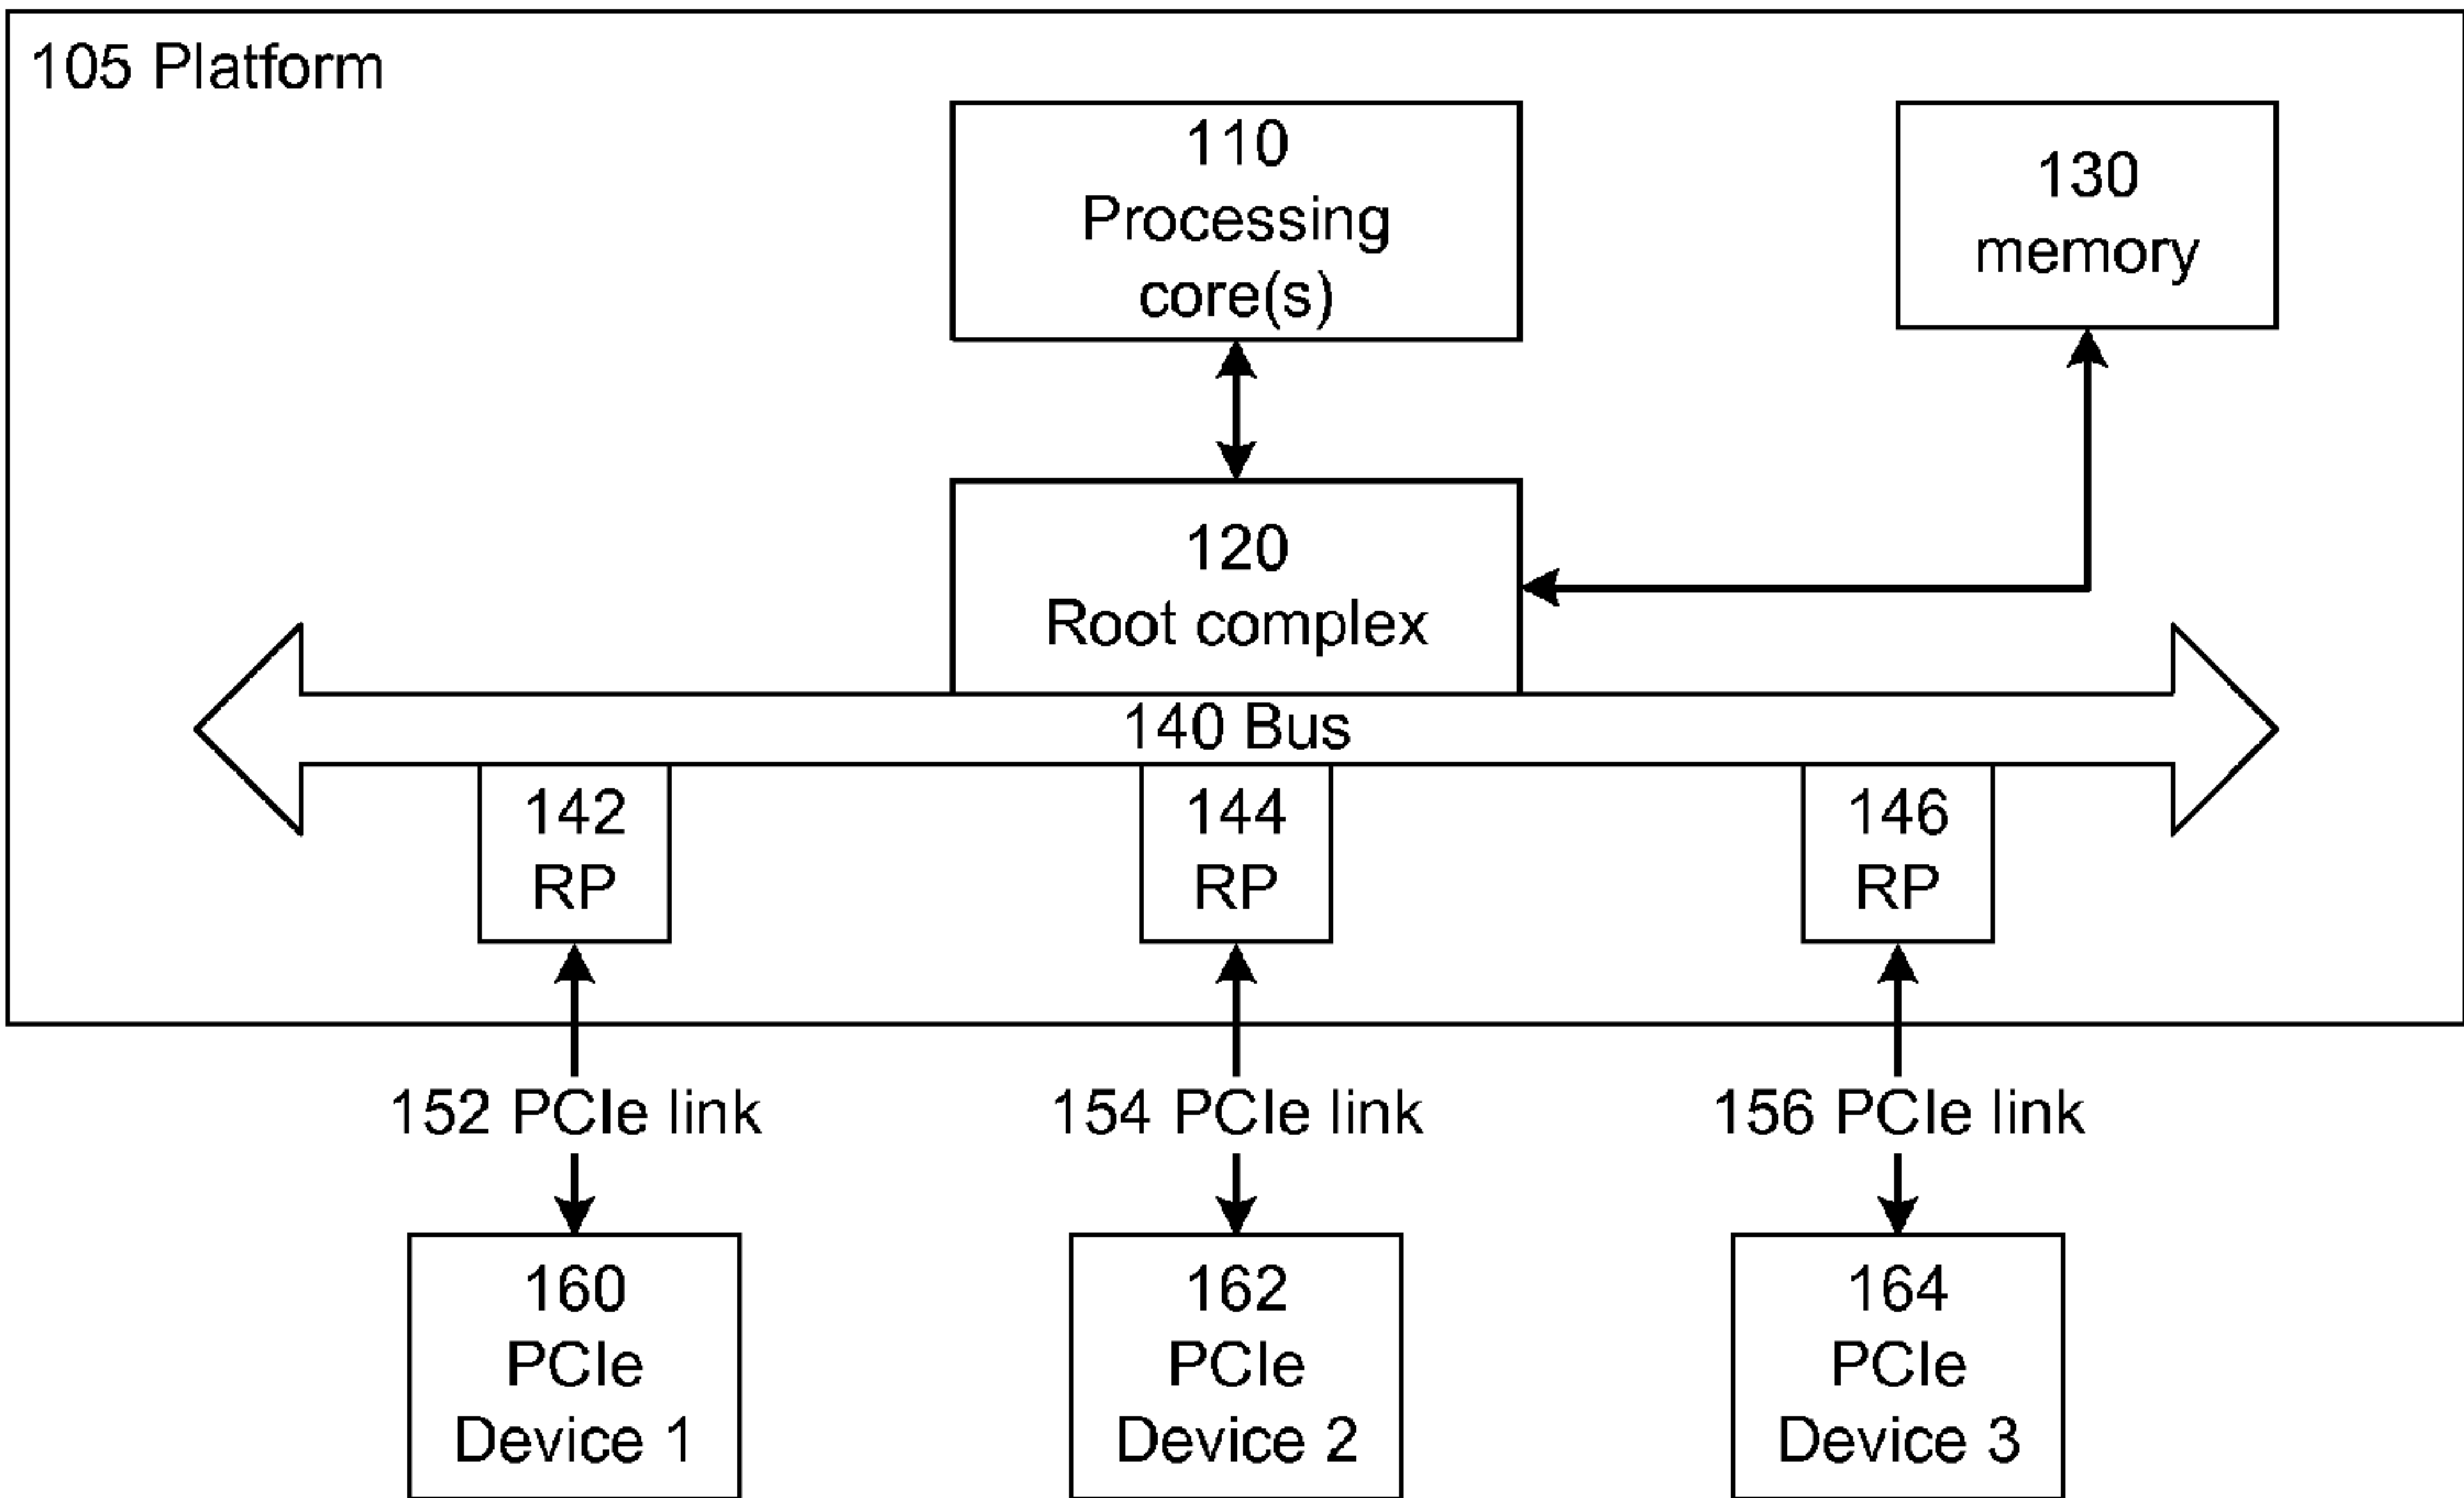 105 Platform
110
Processing
core(s)
130
memory
120
Root complex
140 Bus
142
RP
144
RP
146
RP
152 PCIe link
154 PCIe link
156 PCIe link
160
PCIe
Device 1
162
PCIe
Device 2
164
PCIe
Device 3